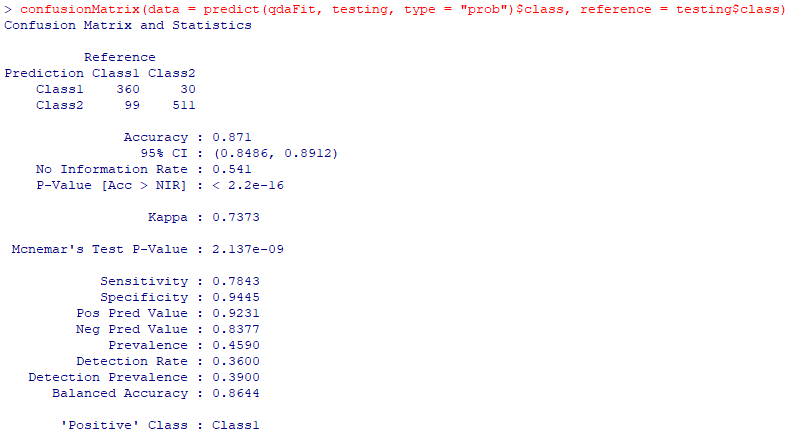 > confusionMatrix(data = predict(qdaFit, testing, type = "prob")$class, reference = testing$class)
Confusion Matrix and Statistics
Reference
Prediction Class1 Class2
Class1 360 30
Class2 99 511
Accuracy : 0.871
95% CI : (0.8486, 0.8912)
No Information Rate : 0.541
P-Value [Acc > NIR] : < 2.2e-16
Kappa : 0.7373
Mcnemar's Test P-Value : 2.137e-09
Sensitivity : 0.7843
Specificity : 0.9445
Pos Pred Value : 0.9231
Neg Pred Value : 0.8377
Prevalence : 0.4590
Detection Rate : 0.3600
Detection Prevalence : 0.3900
Balanced Accuracy : 0.8644
'Positive' Class : Class1